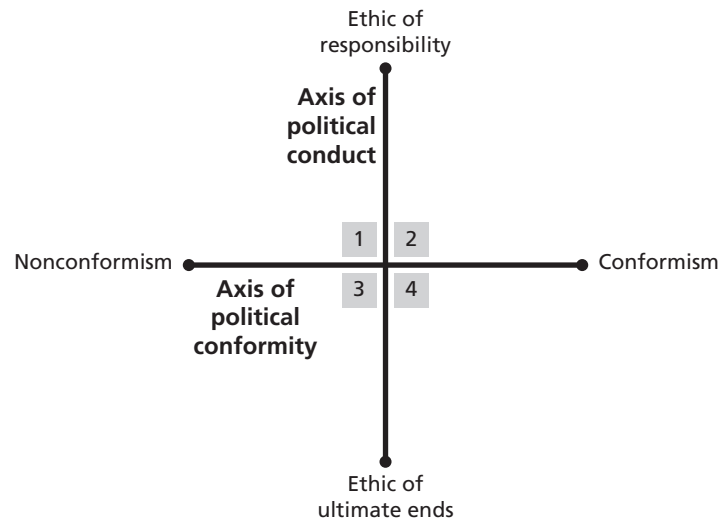 Ethic of
responsibility
Axis of
political
conduct
1 2
Nonconformism
Conformism
3 4
Axis of
political
conformity
Ethic of
ultimate ends